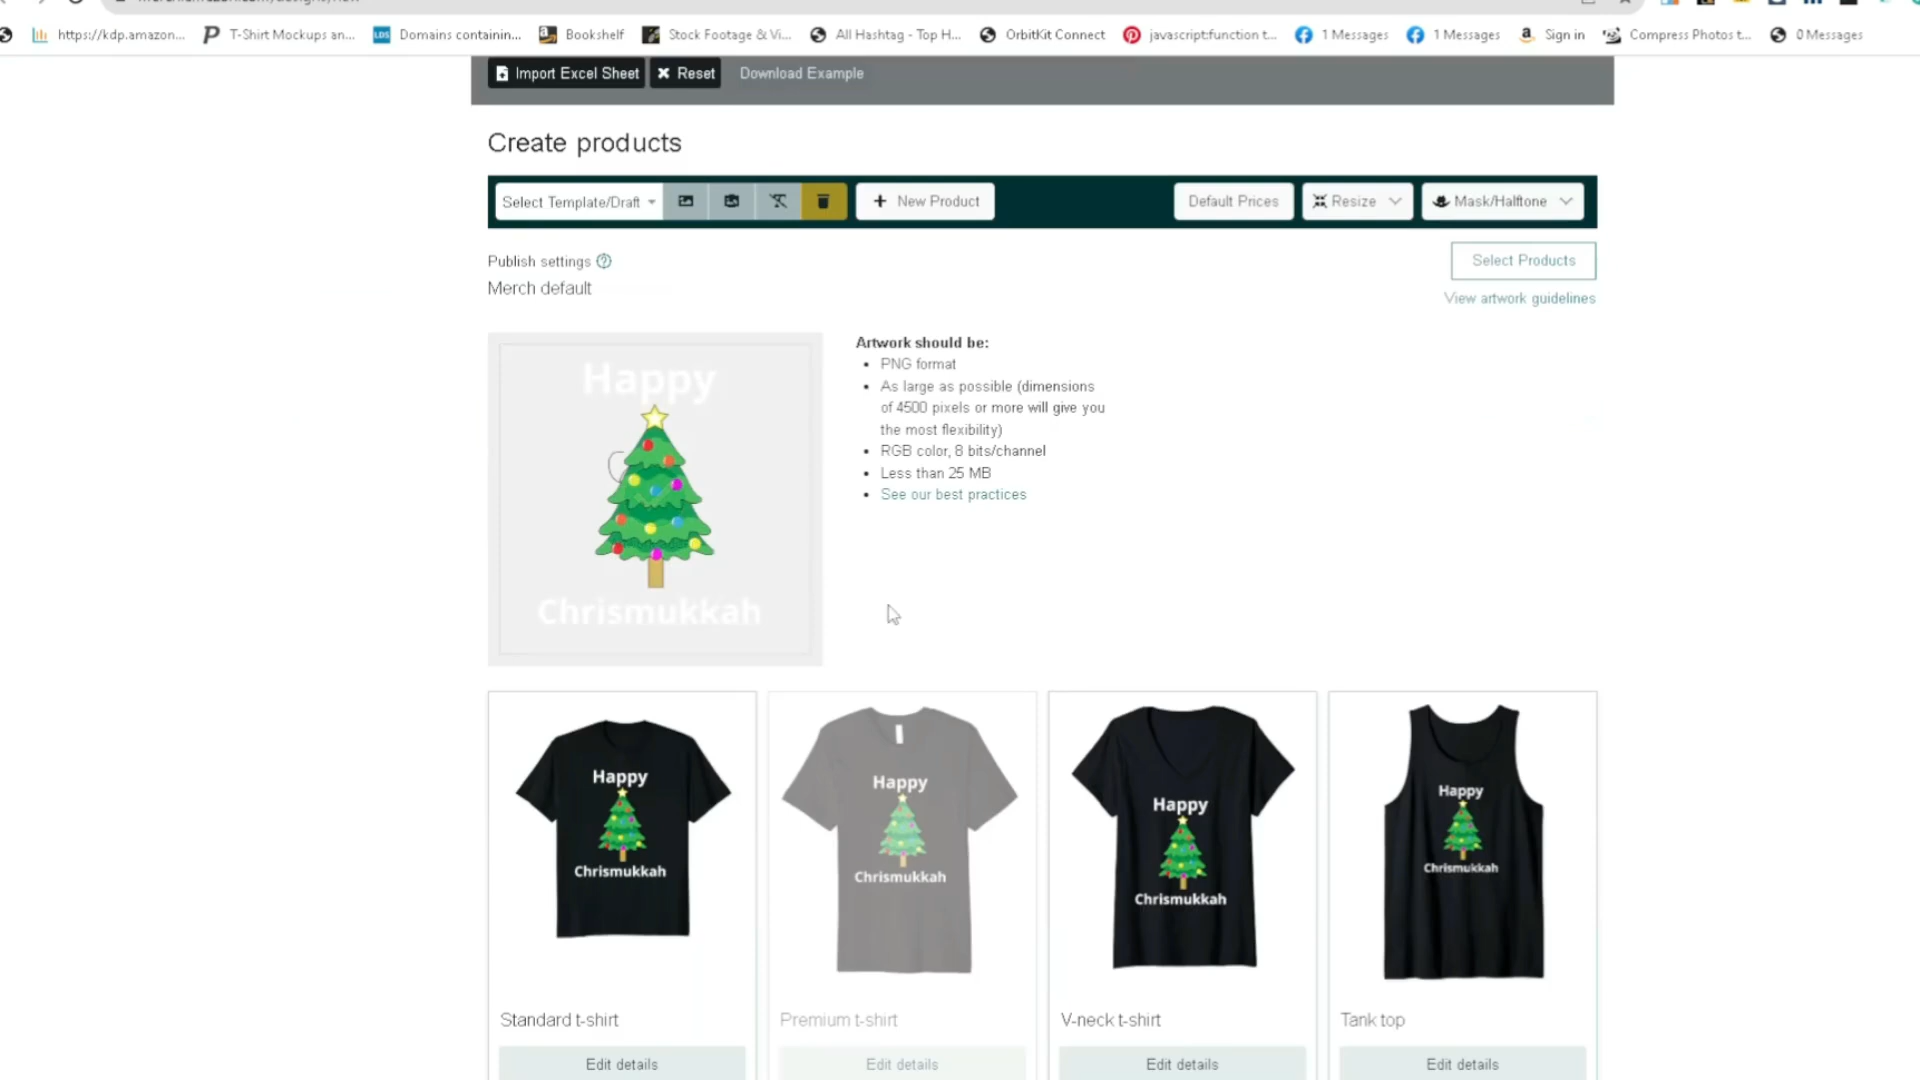 https://kdp.amazon... T-Shirt Mockups an... Domains containin... Bookshelf Stock Footage & Vi... All Hashtag - Top H... OrbitKit Connect javascript:function t... 1 Messages 1 Messages Sign in Compress Photos t... 0 Messages
Import Excel Sheet Reset Download Example
Create products
Select Template/Draft New Product Default Prices Resize Mask/Halftone
Publish settings
Select Products
Merch default
View artwork guidelines
Happy
Chrismukkah
Artwork should be:
PNG format
As large as possible (dimensions
of 4500 pixels or more will give you
the most flexibility)
RGB color, 8 bits/channel
Less than 25 MB
See our best practices
Happy
Chrismukkah
Happy
Chrismukkah
Happy
Chrismukkah
Happy
Chrismukkah
Standard t-shirt Premium t-shirt V-neck t-shirt Tank top
Edit details Edit details Edit details Edit details